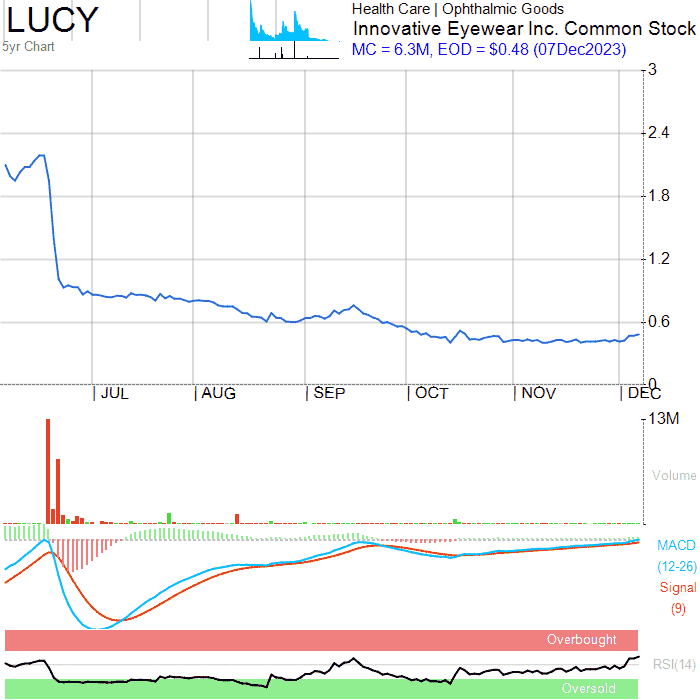 LUCY
5yr Chart
Health Care | Ophthalmic Goods
Innovative Eyewear Inc. Common Stock
MC = 6.3M, EOD = $0.48 (07Dec2023)
3
2.4
1.8
1.2
0.6
0
JUL AUG SEP OCT NOV DEC
13M
Volume
MACD
(12-26)
Signal
(9)
Overbought
RSI(14)
Oversold